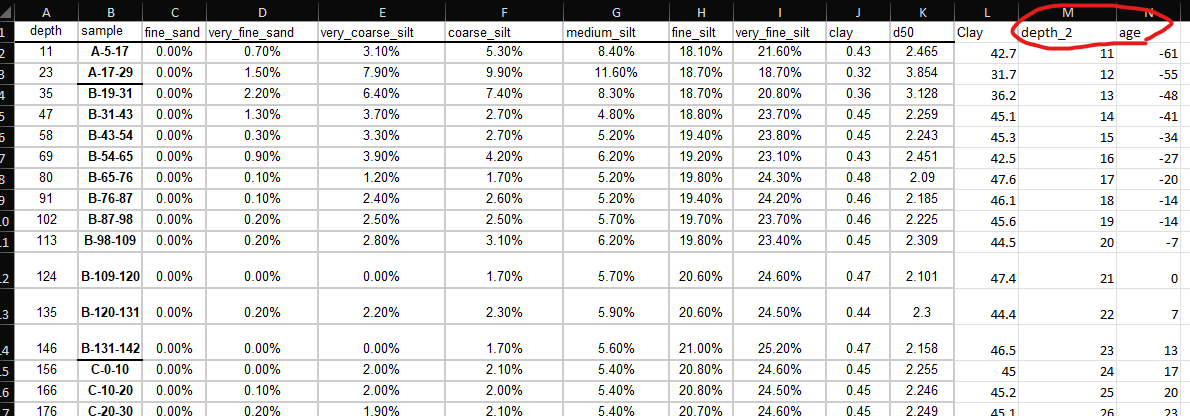 A B C D E F G H I J K L M N
1 depth sample fine_sand very_fine_sand very_coarse_silt coarse_silt medium_silt fine_silt very_fine_silt clay d50 Clay depth_2 age
2 11 A-5-17 0.00% 0.70% 3.10% 5.30% 8.40% 18.10% 21.60% 0.43 2.465 42.7 11 -61
3 23 A-17-29 0.00% 1.50% 7.90% 9.90% 11.60% 18.70% 18.70% 0.32 3.854 31.7 12 -55
4 35 B-19-31 0.00% 2.20% 6.40% 7.40% 8.30% 18.70% 20.80% 0.36 3.128 36.2 13 -48
5 47 B-31-43 0.00% 1.30% 3.70% 2.70% 4.80% 18.80% 23.70% 0.45 2.259 45.1 14 -41
6 58 B-43-54 0.00% 0.30% 3.30% 2.70% 5.20% 19.40% 23.80% 0.45 2.243 45.3 15 -34
7 69 B-54-65 0.00% 0.90% 3.90% 4.20% 6.20% 19.20% 23.10% 0.43 2.451 42.5 16 -27
8 80 B-65-76 0.00% 0.10% 1.20% 1.70% 5.20% 19.80% 24.30% 0.48 2.09 47.6 17 -20
9 91 B-76-87 0.00% 0.10% 2.40% 2.60% 5.20% 19.40% 24.20% 0.46 2.185 46.1 18 -14
10 102 B-87-98 0.00% 0.20% 2.50% 2.50% 5.70% 19.70% 23.70% 0.46 2.225 45.6 19 -14
11 113 B-98-109 0.00% 0.20% 2.80% 3.10% 6.20% 19.80% 23.40% 0.45 2.309 44.5 20 -7
12 124 B-109-120 0.00% 0.00% 0.00% 1.70% 5.70% 20.60% 24.60% 0.47 2.101 47.4 21 0
13 135 B-120-131 0.00% 0.00% 2.20% 2.30% 5.90% 20.60% 24.50% 0.44 2.3 44.4 22 7
14 146 B-131-142 0.00% 0.00% 0.00% 1.70% 5.60% 21.00% 25.20% 0.47 2.158 46.5 23 13
15 156 C-0-10 0.00% 0.00% 2.00% 2.10% 5.40% 20.80% 24.60% 0.45 2.255 45 24 17
16 166 C-10-20 0.00% 0.10% 2.00% 2.00% 5.40% 20.80% 24.50% 0.45 2.246 45.2 25 20
17 176 C-20-30 0.00% 0.20% 1.90% 2.10% 5.40% 20.70% 24.60% 0.45 2.249 45.1 26 23